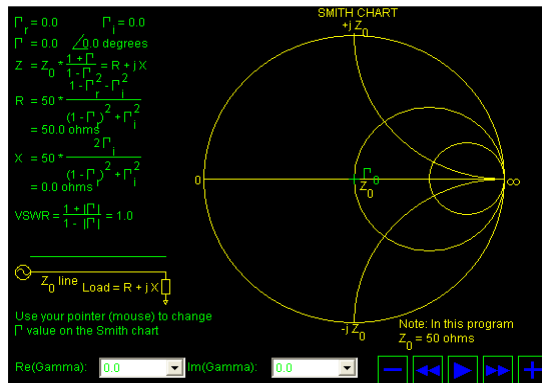 Γr = 0.0 Γi = 0.0
Γ = 0.0 ∠0.0 degrees
Z = Z0 * (1 + Γ) / (1 - Γ) = R + j X
R = 50 * (1 - Γr² - Γi²) / ((1 - Γr)² + Γi²)
= 50.0 ohms
X = 50 * 2Γi / ((1 - Γr)² + Γi²)
= 0.0 ohms
VSWR = (1 + |Γ|) / (1 - |Γ|) = 1.0
Z0 line
Load = R + j X
Use your pointer (mouse) to change
Γ value on the Smith chart
SMITH CHART
+j Z0
0
Γ 0
Z0
∞
-j Z0
Note: In this program
Z0 = 50 ohms
Re(Gamma): 0.0 Im(Gamma): 0.0